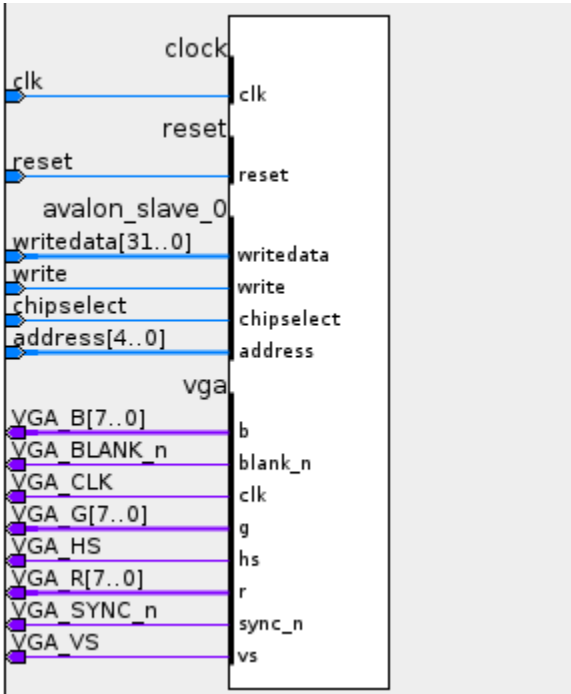 clock
clk
clk
reset
reset
reset
avalon_slave_0
writedata[31..0]
writedata
write
write
chipselect
chipselect
address[4..0]
address
vga
VGA_B[7..0]
b
VGA_BLANK_n
blank_n
VGA_CLK
clk
VGA_G[7..0]
g
VGA_HS
hs
VGA_R[7..0]
r
VGA_SYNC_n
sync_n
VGA_VS
vs